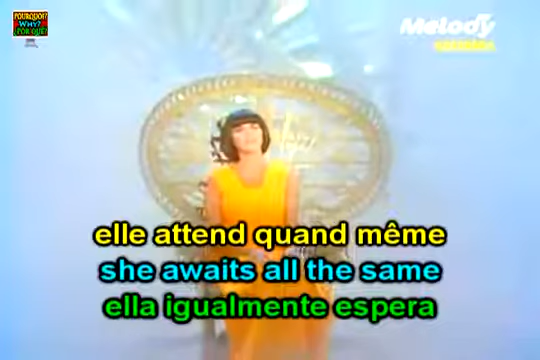 POURQUOI?
WHY?
¿POR QUÉ?
Melody
elle attend quand même
she awaits all the same
ella igualmente espera